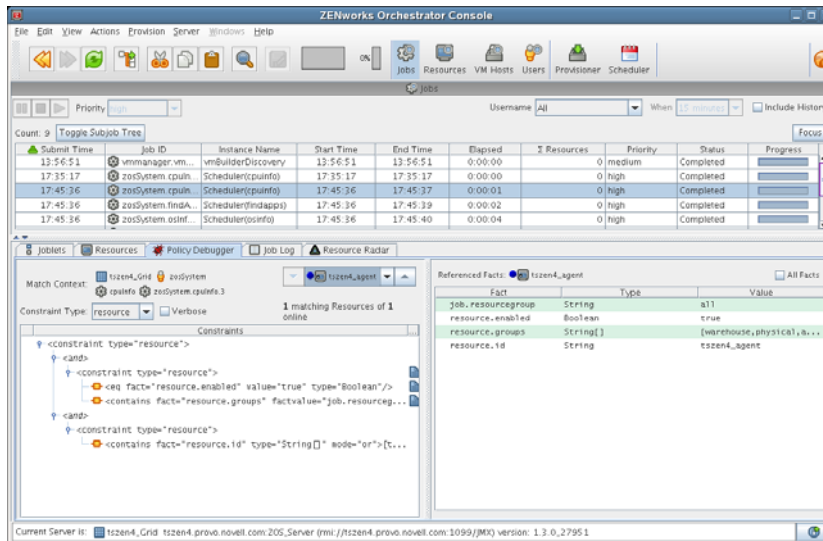 ZENworks Orchestrator Console
File Edit View Actions Provision Server Windows Help
0% Jobs Resources VM Hosts Users Provisioner Scheduler
Jobs
Priority high Username All When 15 minutes Include Histor
Count: 9 Toggle Subjob Tree Focus
Submit Time Job ID Instance Name Start Time End Time Elapsed Σ Resources Priority Status Progress
13:56:51 vmmanager.vm... vmBuilderDiscovery 13:56:51 13:56:51 0:00:00 0 medium Completed
17:35:17 zosSystem.cpuin... Scheduler(cpuinfo) 17:35:17 17:35:17 0:00:00 0 high Completed
17:45:36 zosSystem.cpuin... Scheduler(cpuinfo) 17:45:36 17:45:37 0:00:01 0 high Completed
17:45:36 zosSystem.findA... Scheduler(findapps) 17:45:36 17:45:39 0:00:02 0 high Completed
17:45:36 zosSystem.osinf... Scheduler(osinfo) 17:45:36 17:45:40 0:00:04 0 high Completed
Joblets Resources Policy Debugger Job Log Resource Radar
Match Context: tszen4_Grid zosSystem tszen4_agent
cpuinfo zosSystem.cpuinfo.3
Constraint Type: resource Verbose 1 matching Resources of 1 online
Constraints ...
<constraint type="resource">
<and>
<constraint type="resource">
<eq fact="resource.enabled" value="true" type="Boolean"/>
<contains fact="resource.groups" factvalue="job.resourceg...
<and>
<constraint type="resource">
<contains fact="resource.id" type="String[]" mode="or">[t...
Referenced Facts: tszen4_agent All Facts
Fact Type Value
job.resourcegroup String all
resource.enabled Boolean true
resource.groups String[] [warehouse,physical,a...
resource.id String tszen4_agent
Current Server is: tszen4_Grid tszen4.provo.novell.com:ZOS_Server (rmi://tszen4.provo.novell.com:1099/JMX) version: 1.3.0_27951